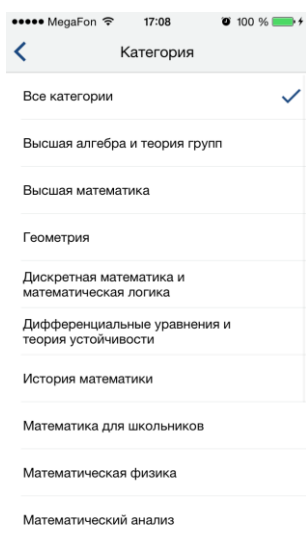 MegaFon 17:08 100 %
Категория
Все категории
Высшая алгебра и теория групп
Высшая математика
Геометрия
Дискретная математика и
математическая логика
Дифференциальные уравнения и
теория устойчивости
История математики
Математика для школьников
Математическая физика
Математический анализ